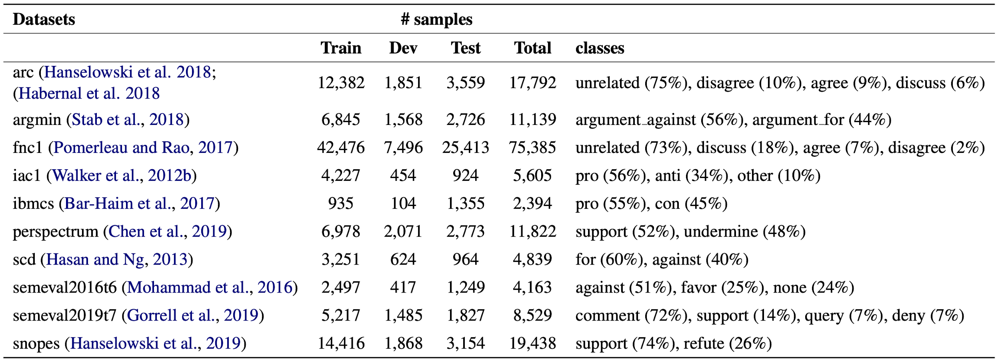 Datasets # samples
Train Dev Test Total classes
arc (Hanselowski et al. 2018;
(Habernal et al. 2018 12,382 1,851 3,559 17,792 unrelated (75%), disagree (10%), agree (9%), discuss (6%)
argmin (Stab et al., 2018) 6,845 1,568 2,726 11,139 argument_against (56%), argument_for (44%)
fnc1 (Pomerleau and Rao, 2017) 42,476 7,496 25,413 75,385 unrelated (73%), discuss (18%), agree (7%), disagree (2%)
iac1 (Walker et al., 2012b) 4,227 454 924 5,605 pro (56%), anti (34%), other (10%)
ibmcs (Bar-Haim et al., 2017) 935 104 1,355 2,394 pro (55%), con (45%)
perspectrum (Chen et al., 2019) 6,978 2,071 2,773 11,822 support (52%), undermine (48%)
scd (Hasan and Ng, 2013) 3,251 624 964 4,839 for (60%), against (40%)
semeval2016t6 (Mohammad et al., 2016) 2,497 417 1,249 4,163 against (51%), favor (25%), none (24%)
semeval2019t7 (Gorrell et al., 2019) 5,217 1,485 1,827 8,529 comment (72%), support (14%), query (7%), deny (7%)
snopes (Hanselowski et al., 2019) 14,416 1,868 3,154 19,438 support (74%), refute (26%)